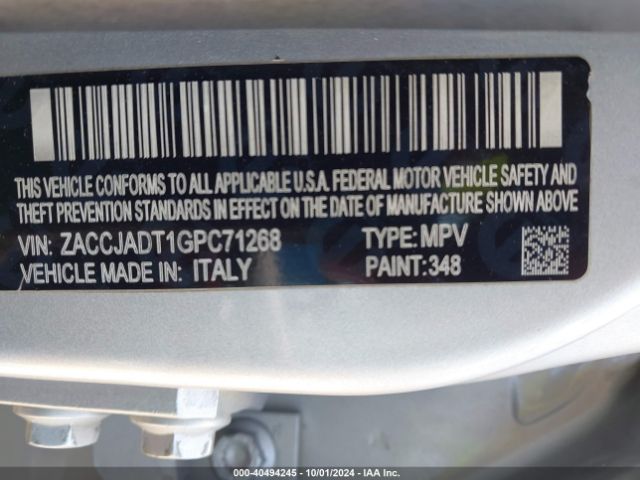 THIS VEHICLE CONFORMS TO ALL APPLICABLE U.S.A. FEDERAL MOTOR VEHICLE SAFETY AND
THEFT PREVENTION STANDARDS IN EFFECT ON THE DATE OF MANUFACTURE SHOWN ABOVE
VIN: ZACCJADT1GPC71268 TYPE: MPV
VEHICLE MADE IN: ITALY PAINT: 348
000-40494245 - 10/01/2024 - IAA Inc.